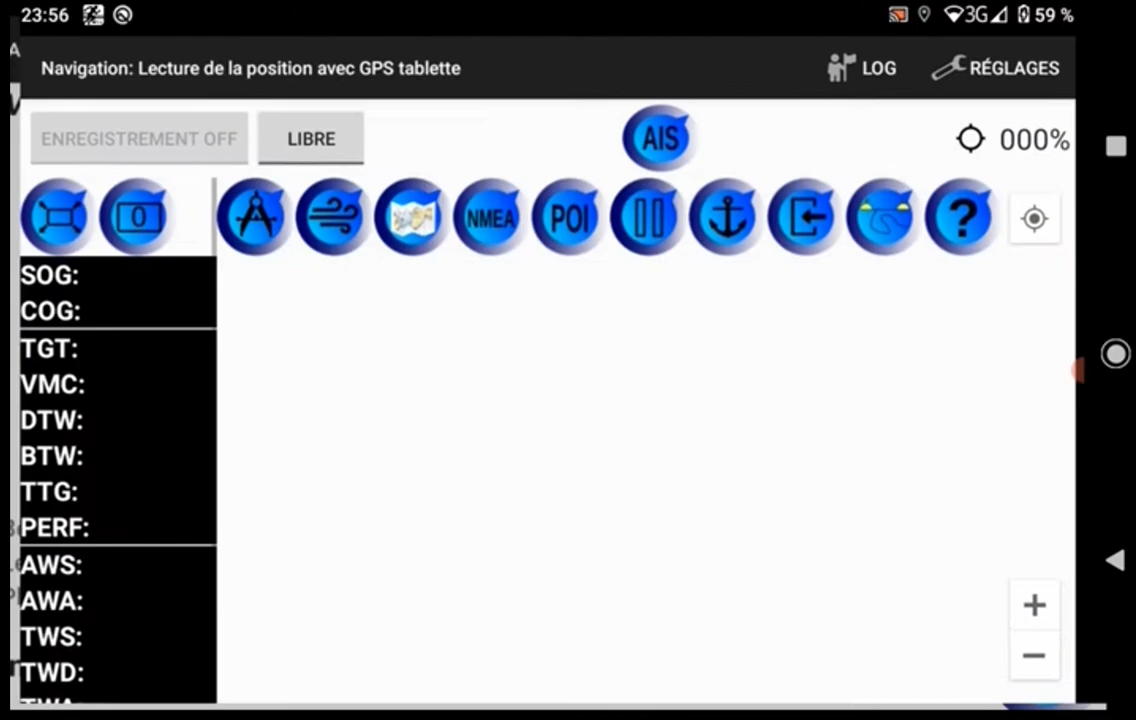 23:56 3G 59 %
Navigation: Lecture de la position avec GPS tablette LOG RÉGLAGES
ENREGISTREMENT OFF LIBRE AIS 000%
0 NMEA POI ?
SOG:
COG:
TGT:
VMC:
DTW:
BTW:
TTG:
PERF:
AWS:
AWA:
TWS:
TWD:
TWA:
+
−